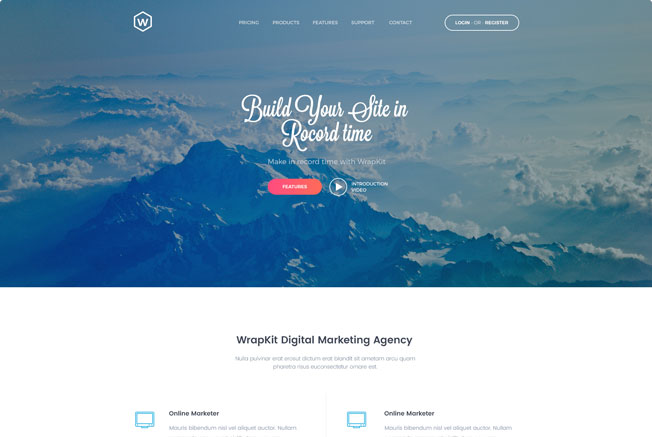 W
PRICING PRODUCTS FEATURES SUPPORT CONTACT LOGIN OR REGISTER
Build Your Site in
Rocord time
Make in record time with WrapKit
FEATURES
INTRODUCTION
VIDEO
WrapKit Digital Marketing Agency
Nulla pulvinar erat erosut dictum erat blandit sit ametam arcu quam
pharetra risus euconsectetur ornare est.
Online Marketer
Mauris bibendum nisl vel aliquet auctor. Nullam
Online Marketer
Mauris bibendum nisl vel aliquet auctor. Nullam